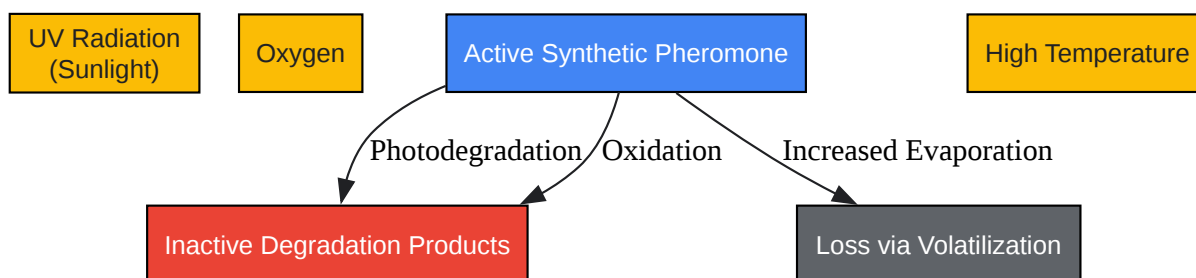 UV Radiation
(Sunlight)
Oxygen
Active Synthetic Pheromone
High Temperature
Photodegradation
Oxidation
Increased Evaporation
Inactive Degradation Products
Loss via Volatilization